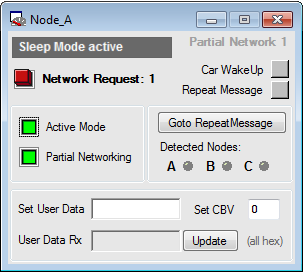 Node_A
Sleep Mode active
Partial Network 1
Network Request: 1
Car WakeUp
Repeat Message
Active Mode
Partial Networking
Goto RepeatMessage
Detected Nodes:
A B C
Set User Data
Set CBV 0
User Data Rx
Update (all hex)